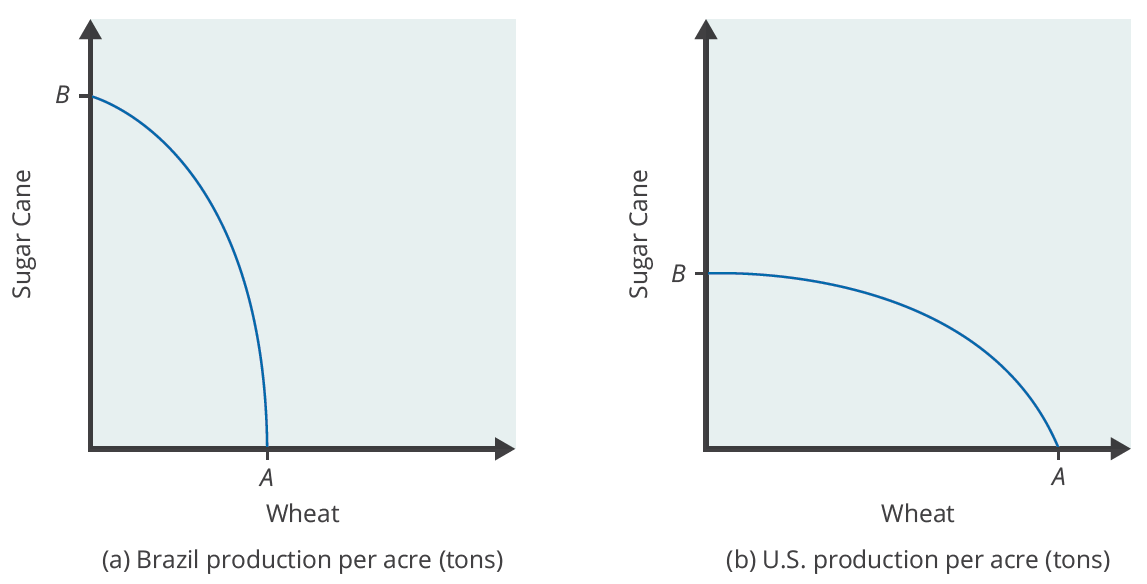 B
Sugar Cane
A
Wheat
(a) Brazil production per acre (tons)
B
Sugar Cane
A
Wheat
(b) U.S. production per acre (tons)